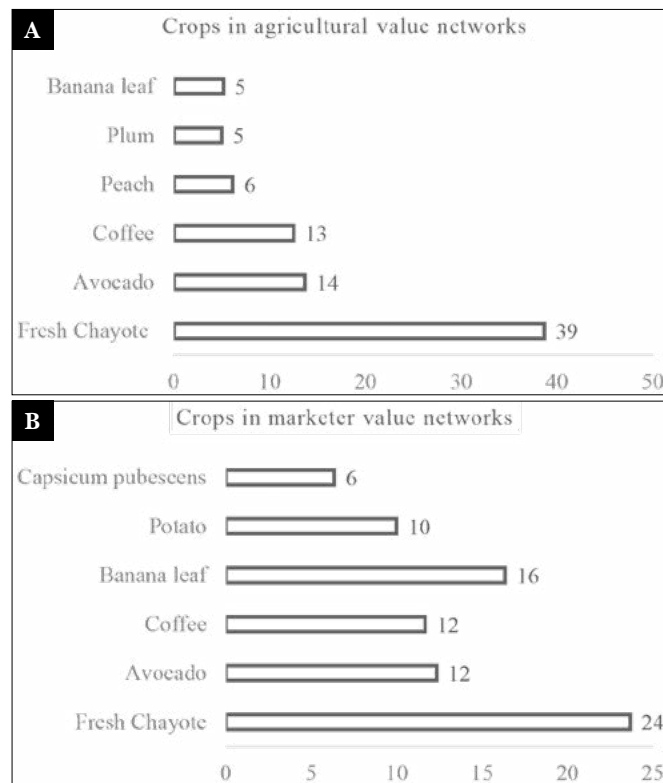 A
Crops in agricultural value networks
Banana leaf 5
Plum 5
Peach 6
Coffee 13
Avocado 14
Fresh Chayote 39
0 10 20 30 40 50
B
Crops in marketer value networks
Capsicum pubescens 6
Potato 10
Banana leaf 16
Coffee 12
Avocado 12
Fresh Chayote 24
0 5 10 15 20 25